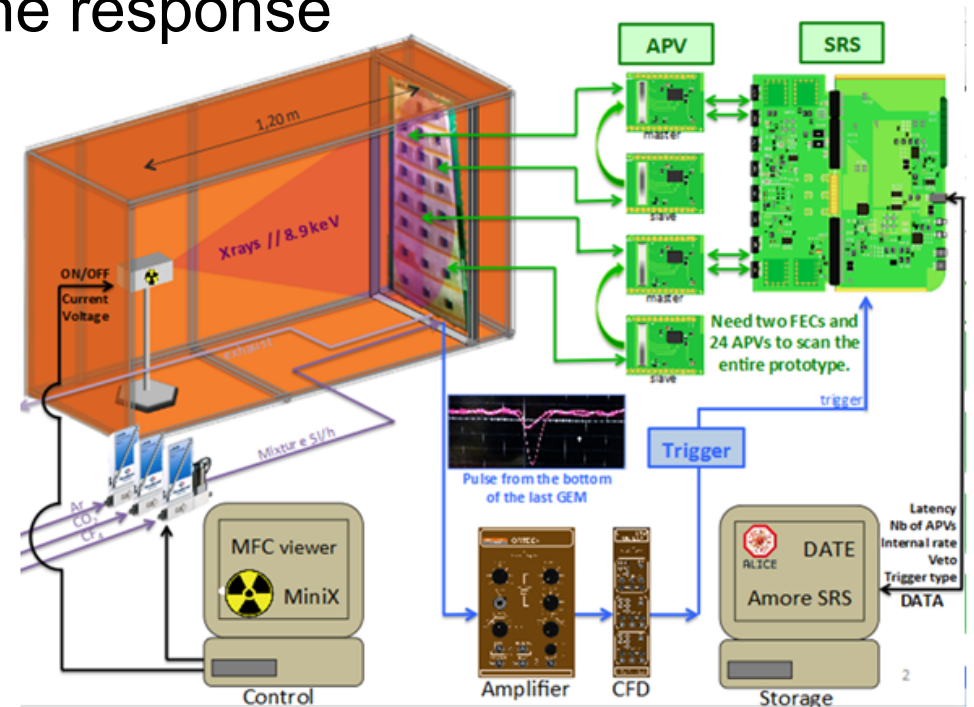 ne response
APV
SRS
1,20 m
master
Xrays // 8.9keV
slave
ON/OFF
Current
Voltage
master
Need two FECs and
24 APVs to scan the
entire prototype.
slave
exhaust
trigger
Mixture 5l/h
Trigger
Pulse from the bottom
of the last GEM
Ar
CO2
CF4
Latency
Nb of APVs
Internal rate
Veto
Trigger type
DATA
MFC viewer
MiniX
ORTEC
ALICE
DATE
Amore SRS
Control
Amplifier
CFD
Storage
2